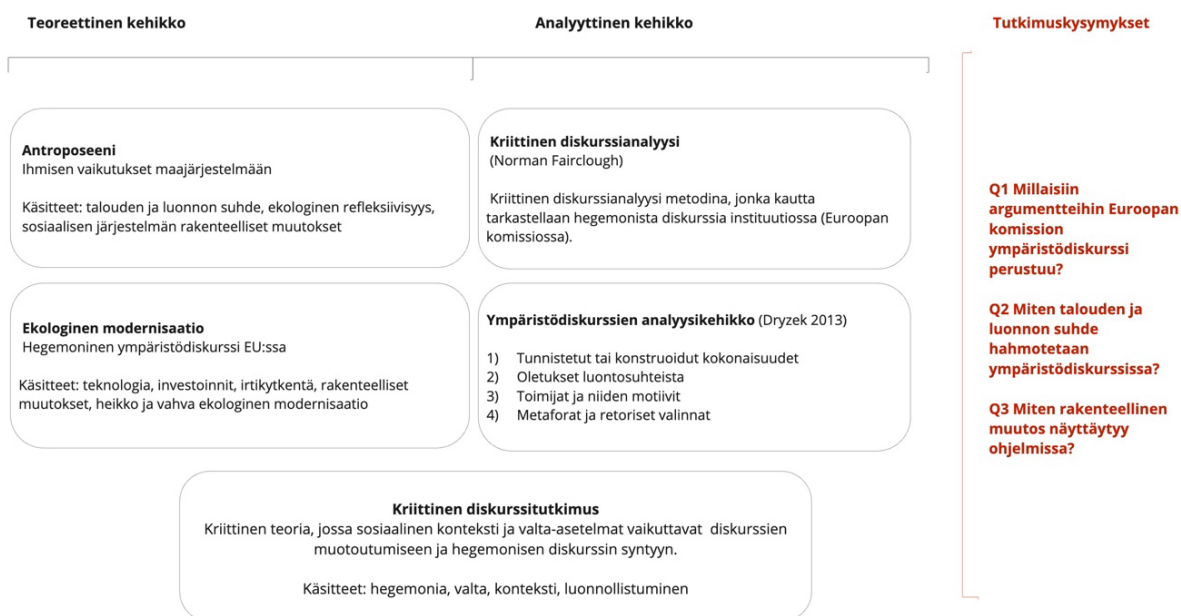 Teoreettinen kehikko
Analyyttinen kehikko
Tutkimuskysymykset
Antroposeeni
Ihmisen vaikutukset maajärjestelmään
Käsitteet: talouden ja luonnon suhde, ekologinen refleksiivisyys,
sosiaalisen järjestelmän rakenteelliset muutokset
Kriittinen diskurssianalyysi
(Norman Fairclough)
Kriittinen diskurssianalyysi metodina, jonka kautta
tarkastellaan hegemonista diskurssia instituutiossa (Euroopan
komissiossa).
Ekologinen modernisaatio
Hegemoninen ympäristödiskurssi EU:ssa
Käsitteet: teknologia, investoinnit, irtikytkentä, rakenteelliset
muutokset, heikko ja vahva ekologinen modernisaatio
Ympäristödiskurssien analyysikehikko (Dryzek 2013)
1) Tunnistetut tai konstruoidut kokonaisuudet
2) Oletukset luontosuhteista
3) Toimijat ja niiden motiivit
4) Metaforat ja retoriset valinnat
Kriittinen diskurssitutkimus
Kriittinen teoria, jossa sosiaalinen konteksti ja valta-asetelmat vaikuttavat diskurssien
muotoutumiseen ja hegemonisen diskurssin syntyyn.
Käsitteet: hegemonia, valta, konteksti, luonnollistuminen
Q1 Millaisiin
argumentteihin Euroopan
komission
ympäristödiskurssi
perustuu?
Q2 Miten talouden ja
luonnon suhde
hahmotetaan
ympäristödiskurssissa?
Q3 Miten rakenteellinen
muutos näyttäytyy
ohjelmissa?